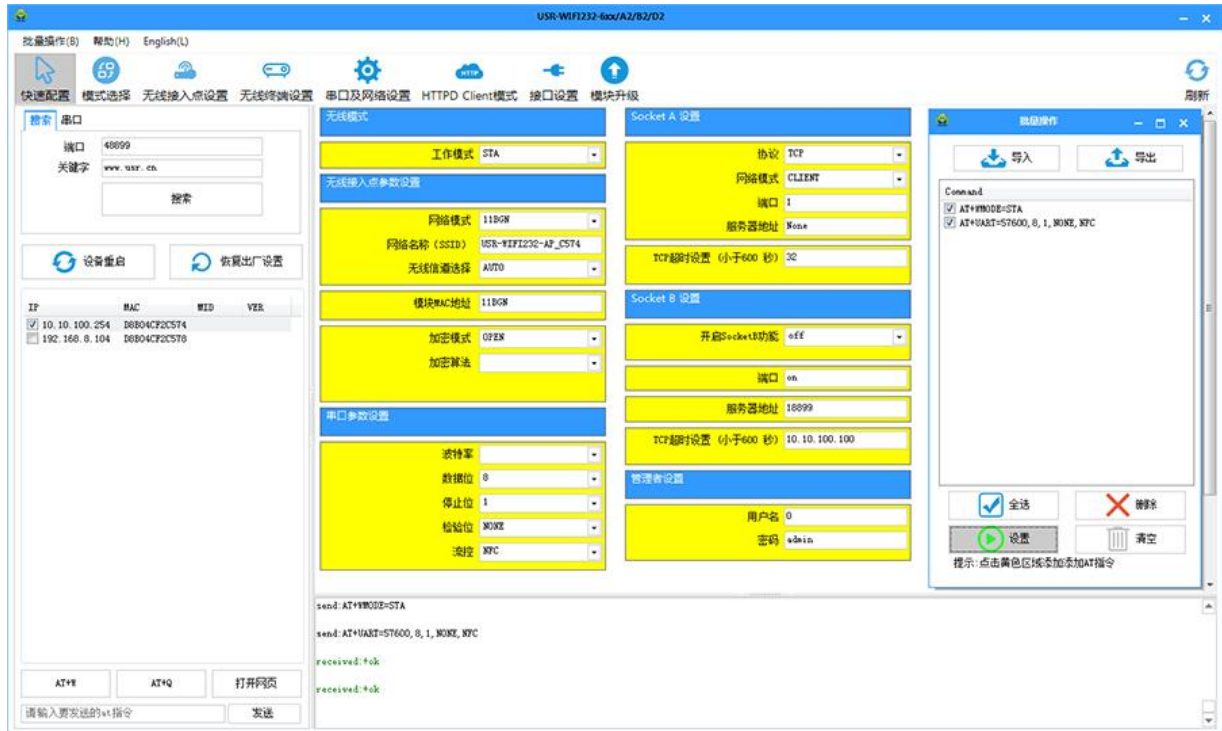 USR-WIFI232-6xx/A2/B2/D2
批量操作(B) 帮助(H) English(L)
快速配置 模式选择 无线接入点设置 无线终端设置 串口及网络设置 HTTPD Client模式 接口设置 模块升级 刷新
HTTP
搜索 串口
端口 48899
关键字 www.usr.cn
搜索
设备重启 恢复出厂设置
IP MAC MID VER
10.10.100.254 D8B04CF2C574
192.168.8.104 D8B04CF2C578
AT+W AT+Q 打开网页
请输入要发送的at指令 发送
无线模式
工作模式 STA
无线接入点参数设置
网络模式 11BGN
网络名称 (SSID) USR-WIFI232-AP_C574
无线信道选择 AUTO
模块MAC地址 11BGN
加密模式 OPEN
加密算法
串口参数设置
波特率
数据位 8
停止位 1
检验位 NONE
流控 NFC
Socket A 设置
协议 TCP
网络模式 CLIENT
端口 1
服务器地址 None
TCP超时设置 (小于600 秒) 32
Socket B 设置
开启SocketB功能 off
端口 on
服务器地址 18899
TCP超时设置 (小于600 秒) 10.10.100.100
管理者设置
用户名 0
密码 admin
批量操作
导入 导出
Command
AT+WMODE=STA
AT+UART=57600,8,1,NONE,NFC
全选 删除
设置 清空
提示:点击黄色区域添加添加AT指令
send:AT+WMODE=STA
send:AT+UART=57600,8,1,NONE,NFC
received:+ok
received:+ok